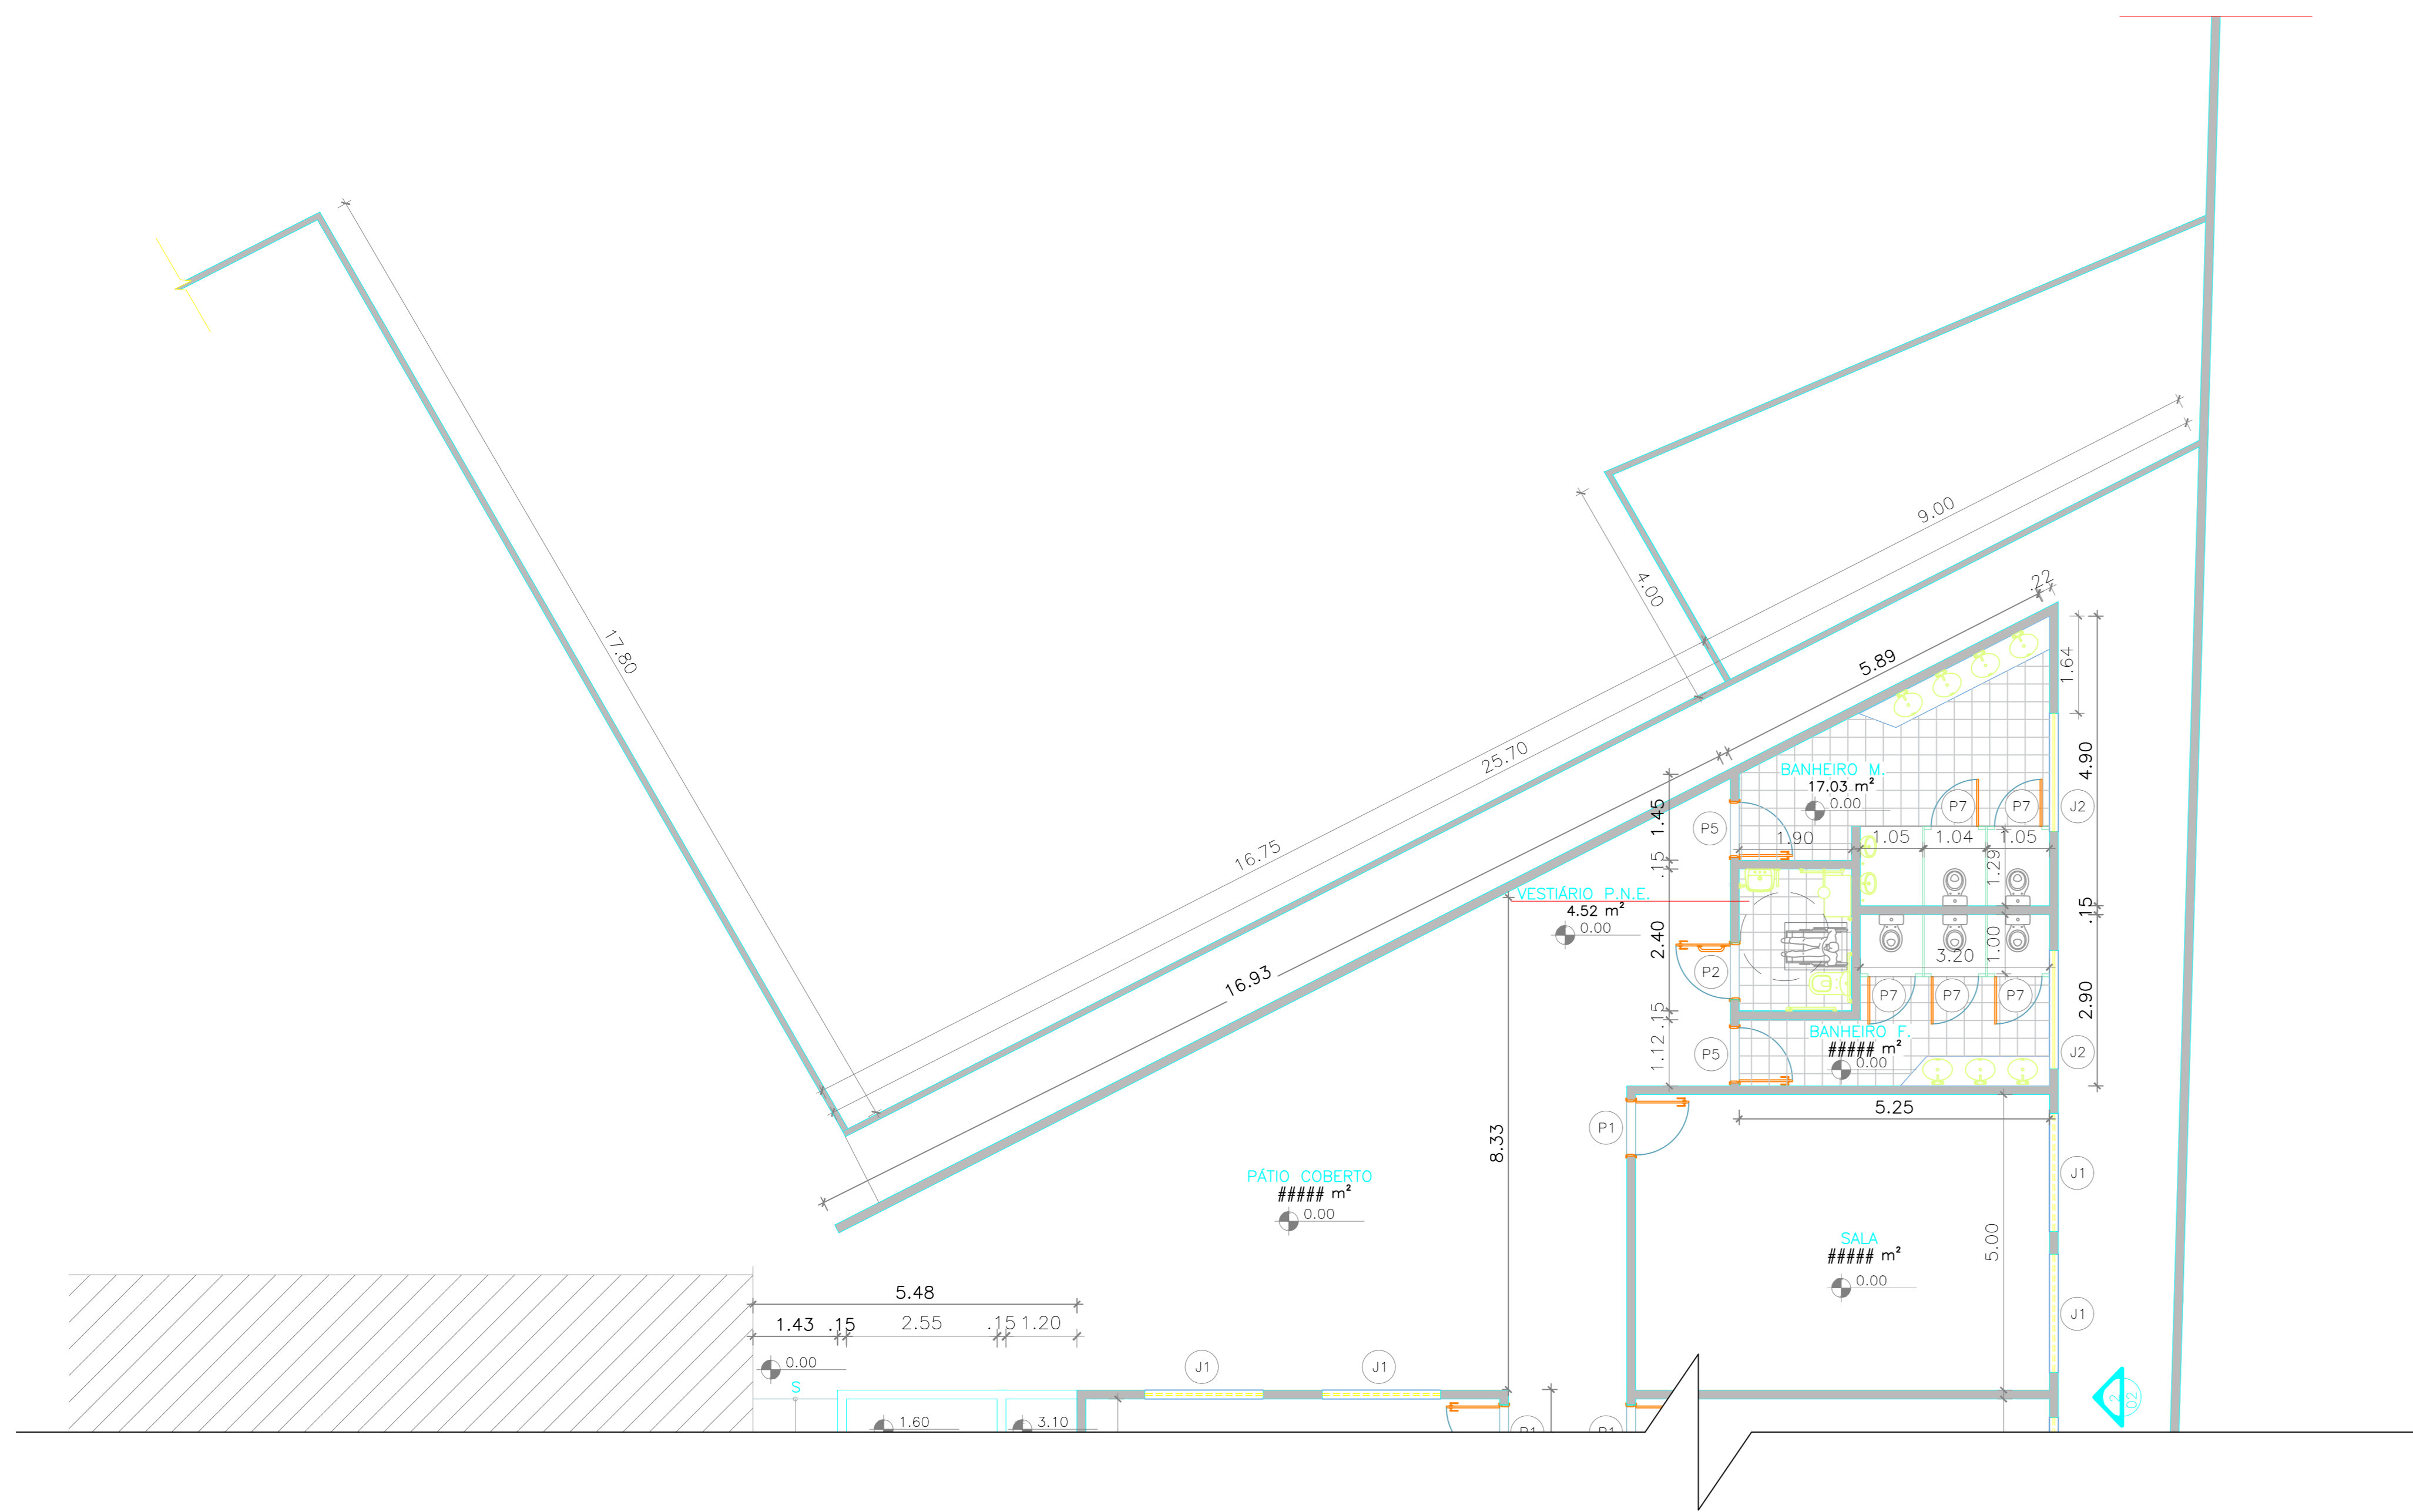 17.80
9.00
4.00
.22
5.89
1.64
25.70
4.90
BANHEIRO M.
17.03 m²
0.00
1.45
P5
P7
P7
J2
1.90
1.05
1.04
1.05
16.75
.15
1.29
VESTIÁRIO P.N.E.
4.52 m²
0.00
.15
2.40
1.00
3.20
16.93
P2
P7
P7
P7
2.90
.15
BANHEIRO F.
##### m²
0.00
1.12
P5
J2
5.25
P1
8.33
PÁTIO COBERTO
##### m²
0.00
J1
SALA
##### m²
0.00
5.00
5.48
1.43
.15
2.55
.15
1.20
J1
0.00
J1
J1
S
2
02
1.60
3.10
P1
P1